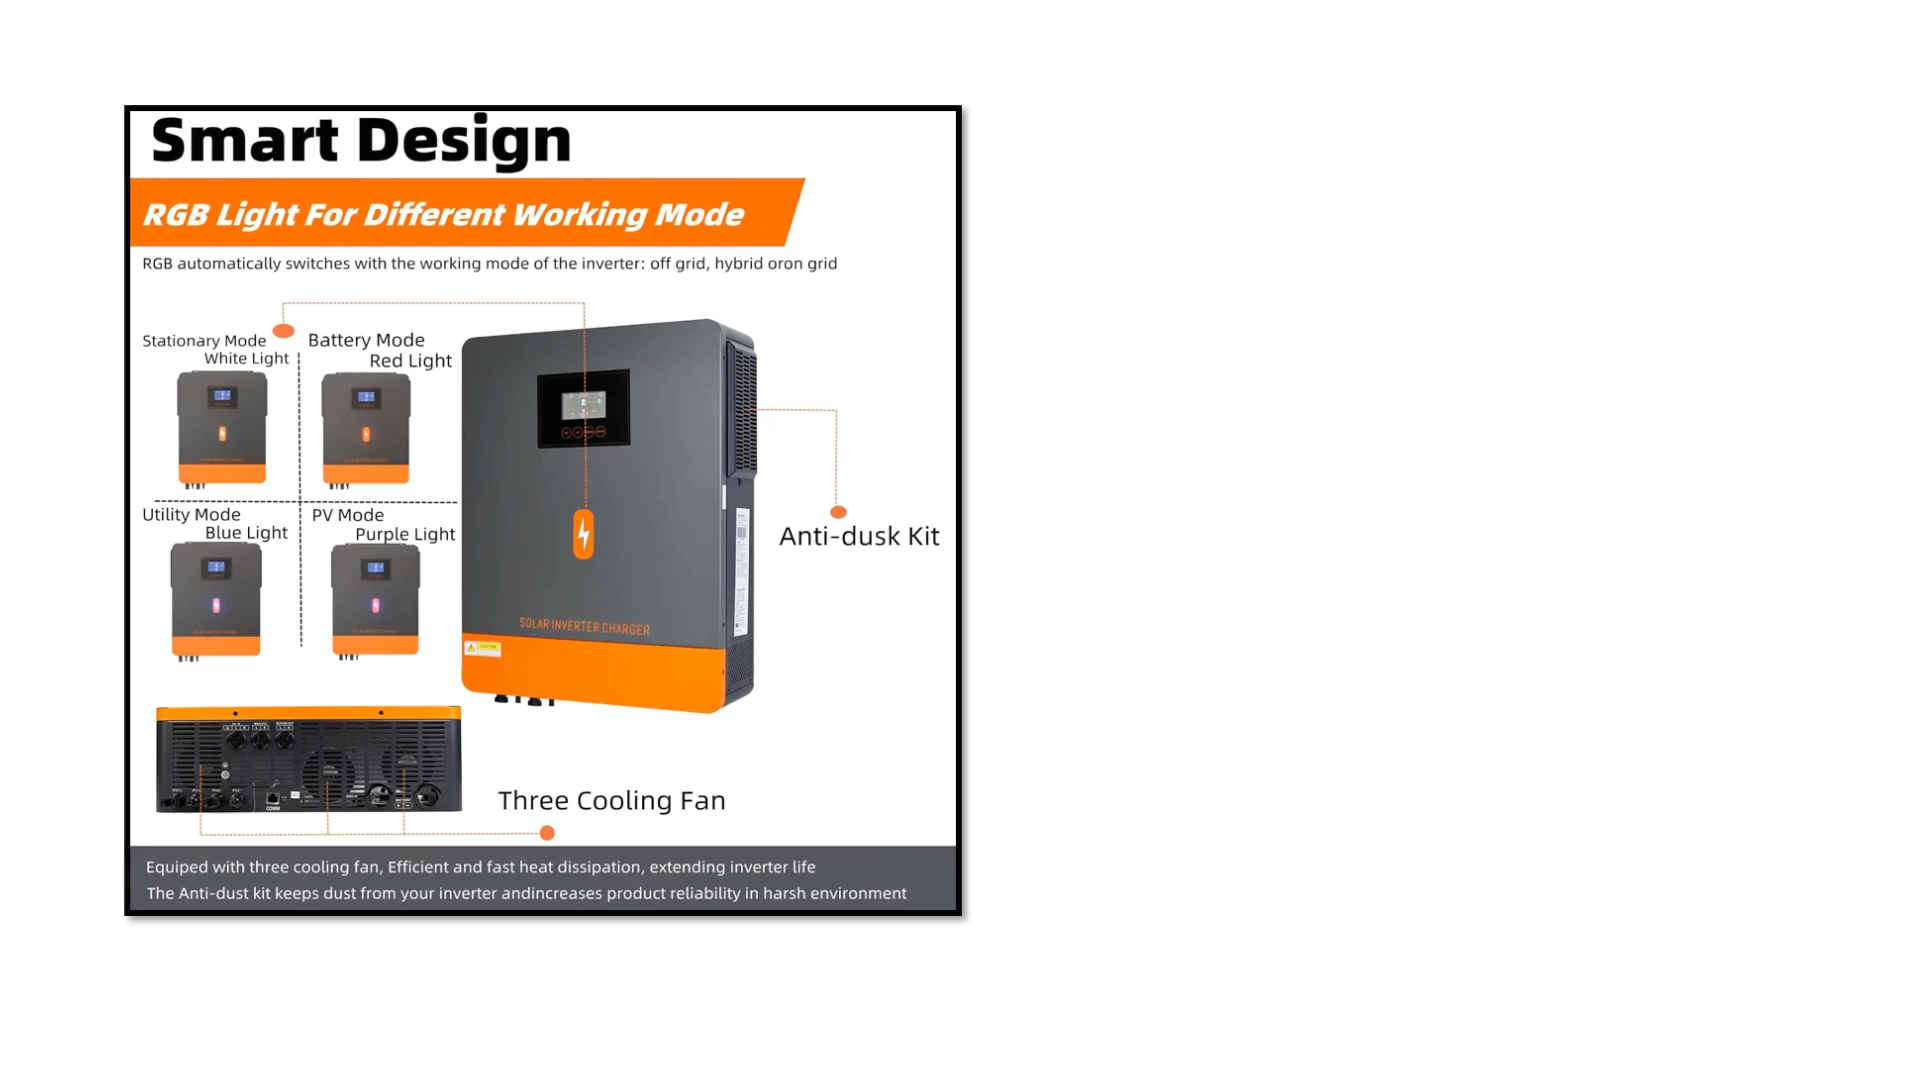 Smart Design
RGB Light For Different Working Mode
RGB automatically switches with the working mode of the inverter: off grid, hybrid oron grid
Stationary Mode
White Light
Battery Mode
Red Light
Utility Mode
Blue Light
PV Mode
Purple Light
SOLAR INVERTER CHARGER
Anti-dusk Kit
COMM
Three Cooling Fan
Equiped with three cooling fan, Efficient and fast heat dissipation, extending inverter life
The Anti-dust kit keeps dust from your inverter andincreases product reliability in harsh environment